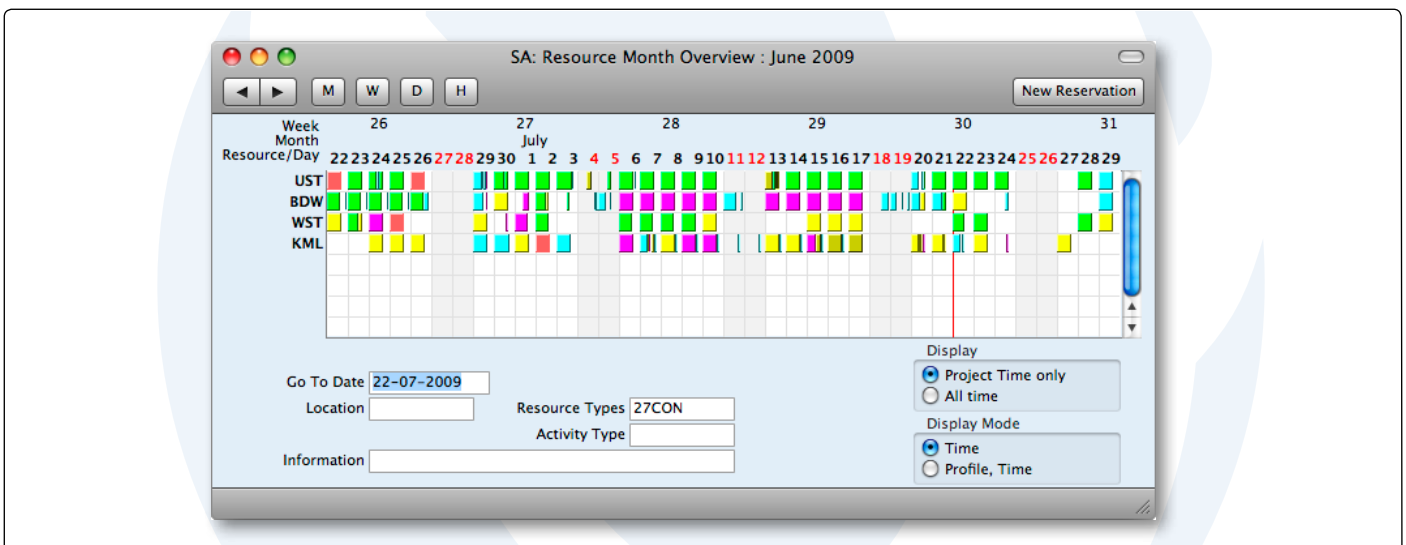 SA: Resource Month Overview : June 2009
M W D H New Reservation
Week 26 27 28 29 30 31
Month July
Resource/Day 22 23 24 25 26 27 28 29 30 1 2 3 4 5 6 7 8 9 10 11 12 13 14 15 16 17 18 19 20 21 22 23 24 25 26 27 28 29
UST
BDW
WST
KML
Display
Project Time only
Go To Date 22-07-2009
All time
Location Resource Types 27CON
Display Mode
Activity Type
Time
Information
Profile, Time